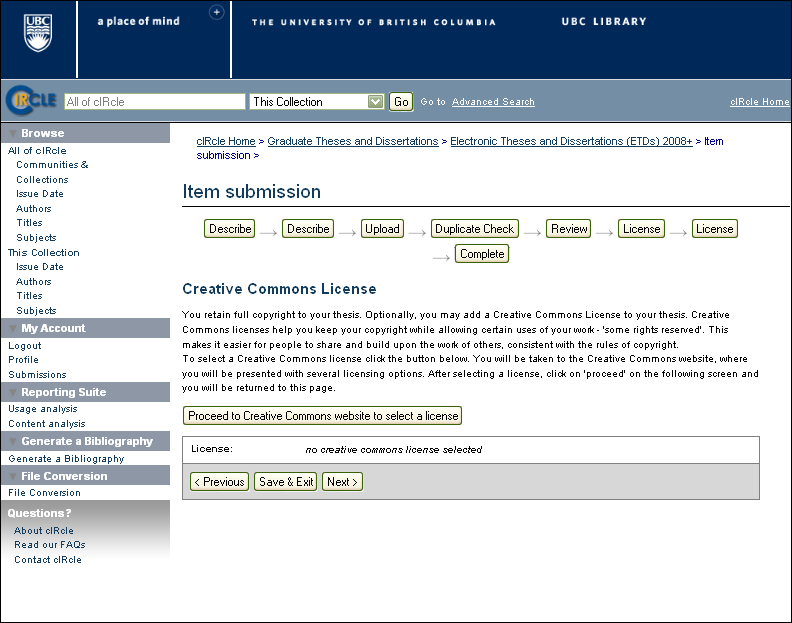 UBC
a place of mind
THE UNIVERSITY OF BRITISH COLUMBIA
UBC LIBRARY
cIRcle
All of cIRcle
This Collection
Go
Go to Advanced Search
cIRcle Home
Browse
All of cIRcle
Communities &
Collections
Issue Date
Authors
Titles
Subjects
This Collection
Issue Date
Authors
Titles
Subjects
My Account
Logout
Profile
Submissions
Reporting Suite
Usage analysis
Content analysis
Generate a Bibliography
Generate a Bibliography
File Conversion
File Conversion
Questions?
About cIRcle
Read our FAQs
Contact cIRcle
cIRcle Home > Graduate Theses and Dissertations > Electronic Theses and Dissertations (ETDs) 2008+ > Item
submission >
Item submission
Describe → Describe → Upload → Duplicate Check → Review → License → License
→ Complete
Creative Commons License
You retain full copyright to your thesis. Optionally, you may add a Creative Commons License to your thesis. Creative
Commons licenses help you keep your copyright while allowing certain uses of your work - 'some rights reserved'. This
makes it easier for people to share and build upon the work of others, consistent with the rules of copyright.
To select a Creative Commons license click the button below. You will be taken to the Creative Commons website, where
you will be presented with several licensing options. After selecting a license, click on 'proceed' on the following screen and
you will be returned to this page.
Proceed to Creative Commons website to select a license
License: no creative commons license selected
< Previous Save & Exit Next >